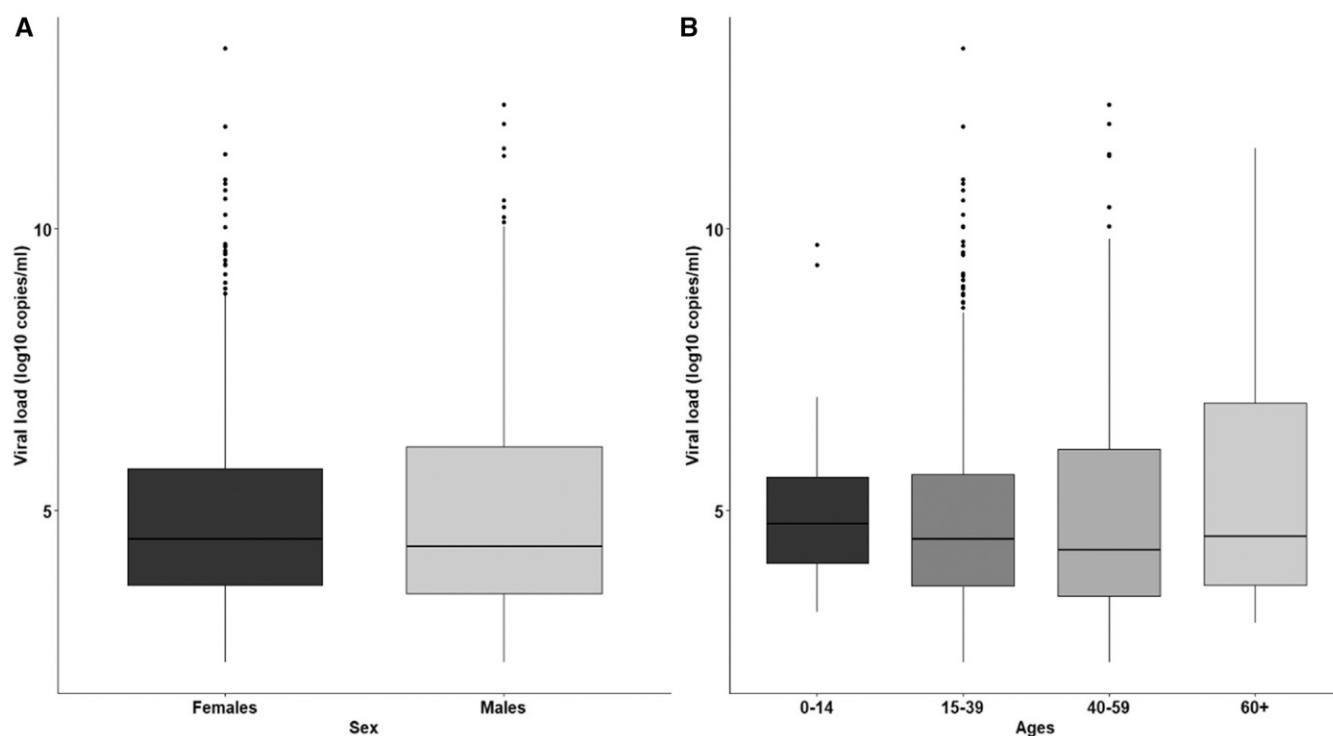 A
Viral load (log10 copies/ml)
10
5
Females
Males
Sex
B
Viral load (log10 copies/ml)
10
5
0-14
15-39
40-59
60+
Ages